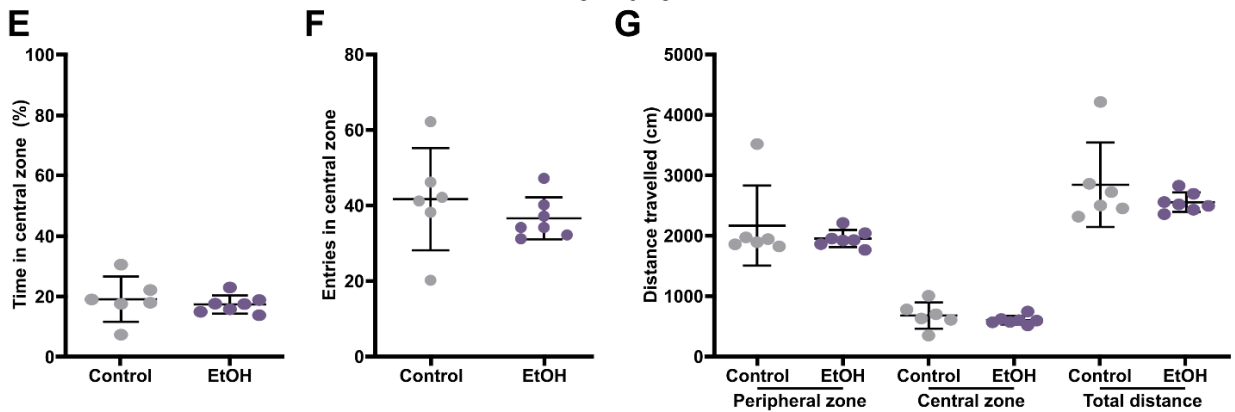 E
Time in central zone (%)
100
80
60
40
20
0
Control EtOH
F
Entries in central zone
80
60
40
20
0
Control EtOH
G
Distance travelled (cm)
5000
4000
3000
2000
1000
0
Control EtOH Control EtOH Control EtOH
Peripheral zone Central zone Total distance